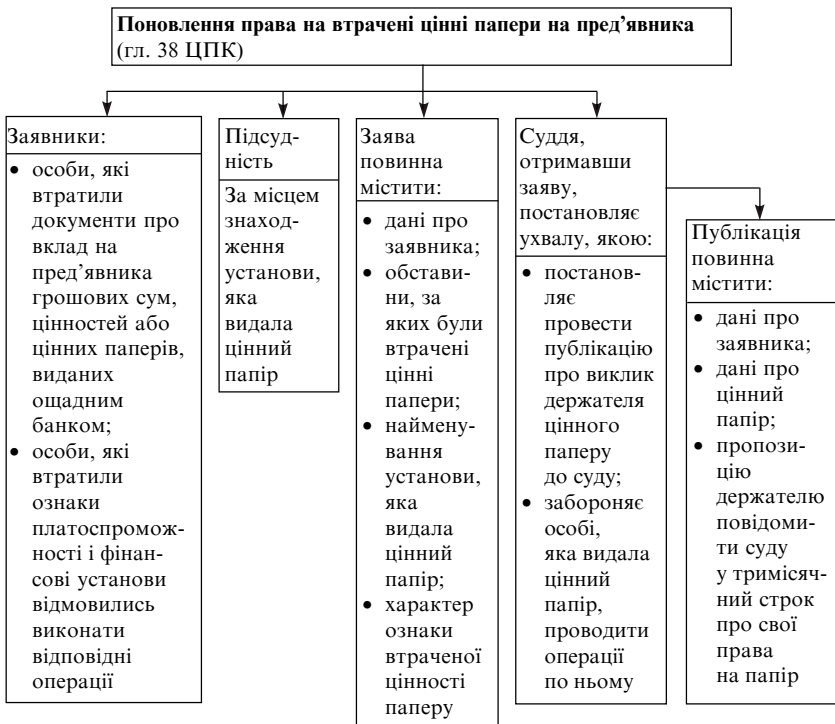 Поновлення права на втрачені цінні папери на пред’явника
(гл. 38 ЦПК)
Заявники:
• особи, які
втратили
документи про
вклад на
пред’явника
грошових сум,
цінностей або
цінних паперів,
виданих
ощадним
банком;
• особи, які
втратили
ознаки
платоспромож-
ності і фінан-
сові установи
відмовились
виконати
відповідні
операції
Підсуд-
ність
За місцем
знаход-
ження
установи,
яка
видала
цінний
папір
Заява
повинна
містити:
• дані про
заявника;
• обстави-
ни, за
яких були
втрачені
цінні
папери;
• наймену-
вання
установи,
яка
видала
цінний
папір;
• характер
ознаки
втраченої
цінності
паперу
Суддя,
отримавши
заяву,
постановляє
ухвалу, якою:
• постанов-
ляє
провести
публікацію
про виклик
держателя
цінного
паперу
до суду;
• забороняє
особі,
яка видала
цінний
папір,
проводити
операції
по ньому
Публікація
повинна
містити:
• дані про
заявника;
• дані про
цінний
папір;
• пропози-
цію
держателю
повідоми-
ти суду
у тримісяч-
ний строк
про свої
права
на папір